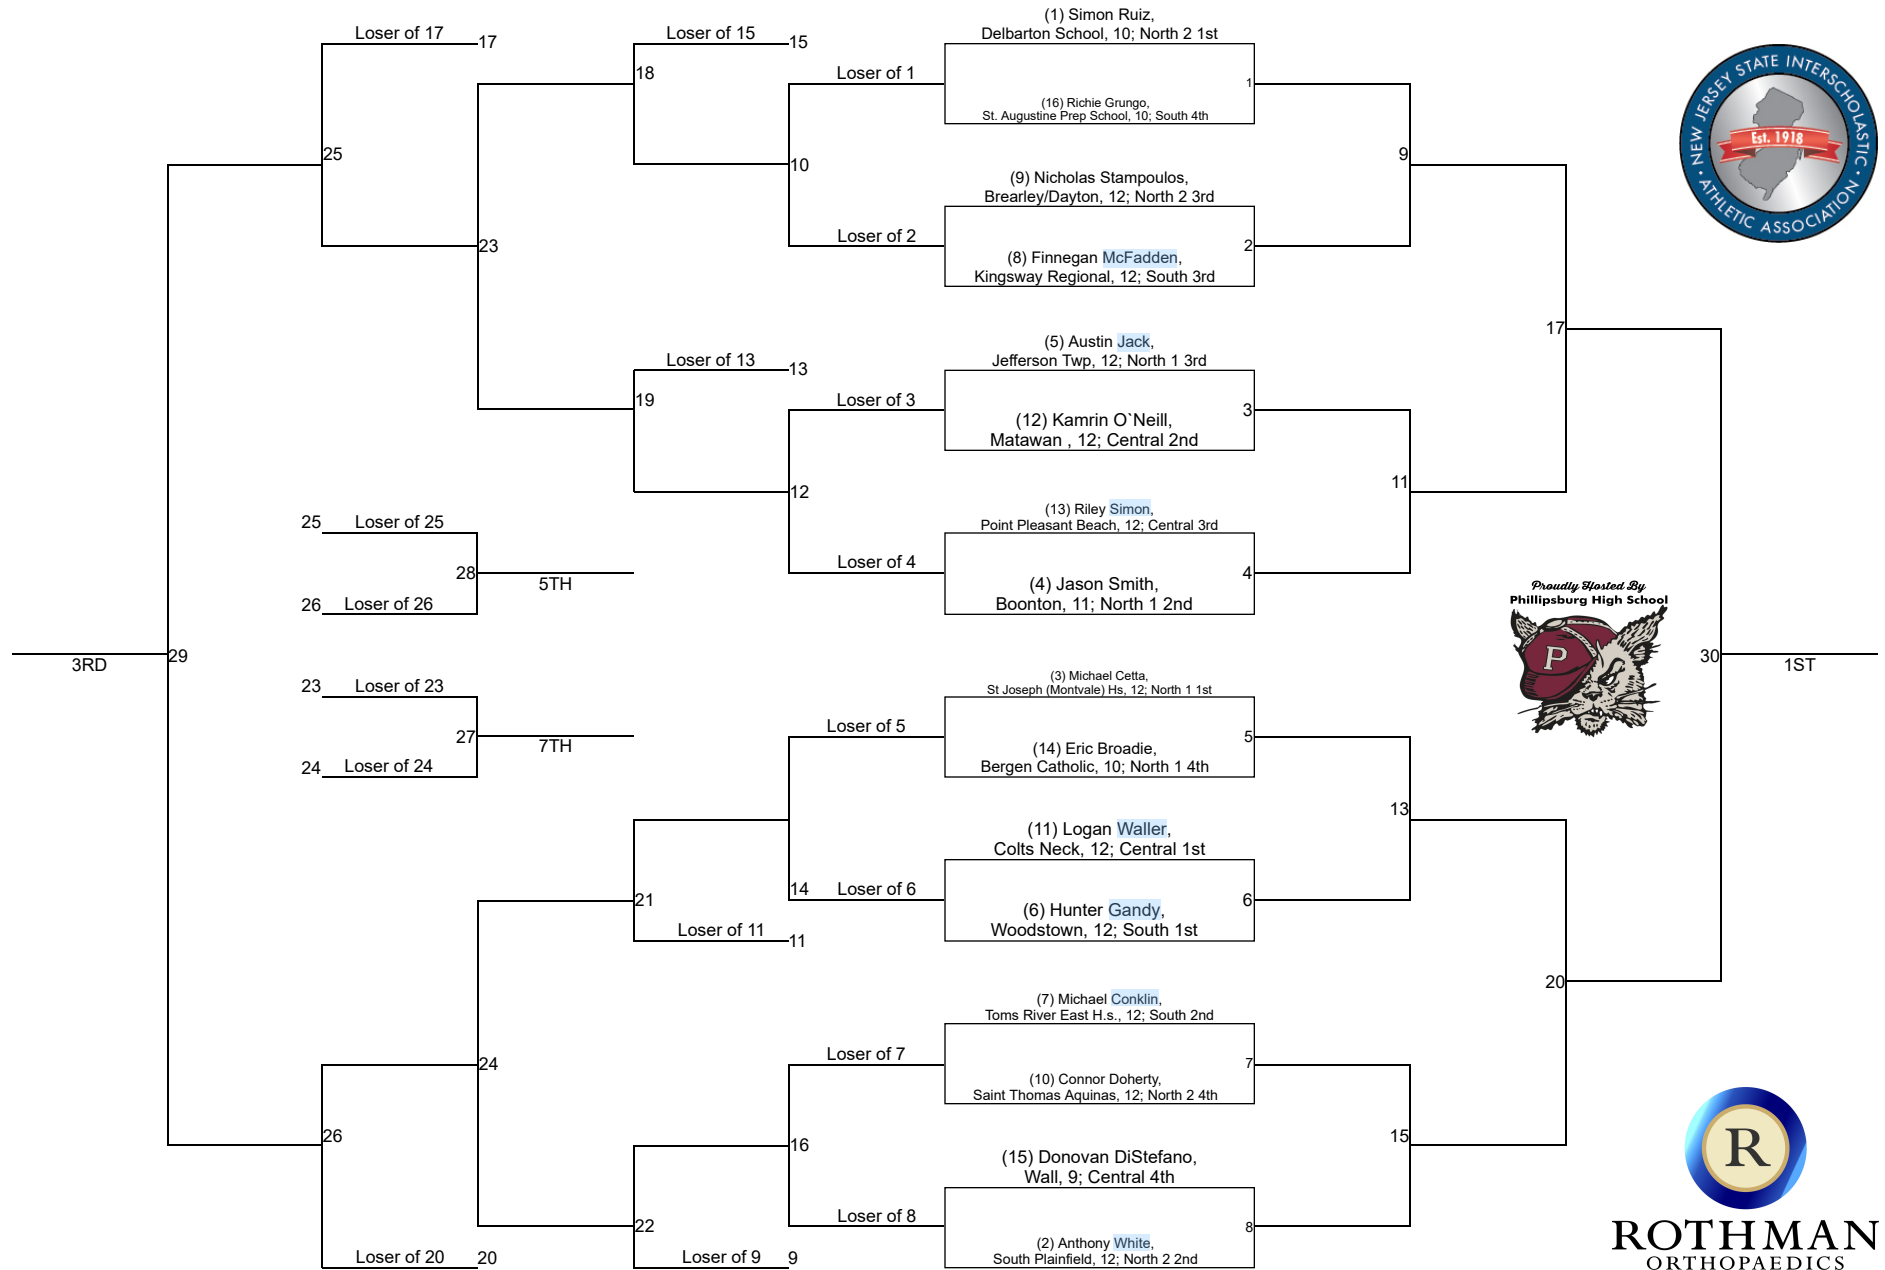 (1) Simon Ruiz,
Delbarton School, 10; North 2 1st
Loser of 17
17
Loser of 15
15
18
Loser of 1
1
(16) Richie Grungo,
St. Augustine Prep School, 10; South 4th
25
10
9
(9) Nicholas Stampoulos,
Brearley/Dayton, 12; North 2 3rd
23
Loser of 2
2
(8) Finnegan McFadden,
Kingsway Regional, 12; South 3rd
17
(5) Austin Jack,
Jefferson Twp, 12; North 1 3rd
Loser of 13
13
19
Loser of 3
3
(12) Kamrin O`Neill,
Matawan , 12; Central 2nd
12
11
(13) Riley Simon,
Point Pleasant Beach, 12; Central 3rd
25
Loser of 25
28
5TH
Loser of 4
4
(4) Jason Smith,
Boonton, 11; North 1 2nd
26
Loser of 26
3RD
29
30
1ST
(3) Michael Cetta,
St Joseph (Montvale) Hs, 12; North 1 1st
23
Loser of 23
27
7TH
Loser of 5
5
(14) Eric Broadie,
Bergen Catholic, 10; North 1 4th
24
Loser of 24
13
(11) Logan Waller,
Colts Neck, 12; Central 1st
21
14
Loser of 6
6
(6) Hunter Gandy,
Woodstown, 12; South 1st
Loser of 11
11
20
(7) Michael Conklin,
Toms River East H.s., 12; South 2nd
24
Loser of 7
7
(10) Connor Doherty,
Saint Thomas Aquinas, 12; North 2 4th
26
16
15
(15) Donovan DiStefano,
Wall, 9; Central 4th
22
Loser of 8
8
(2) Anthony White,
South Plainfield, 12; North 2 2nd
Loser of 20
20
Loser of 9
9
NEW JERSEY STATE INTERSCHOLASTIC
• ATHLETIC ASSOCIATION •
Est. 1918
Proudly Hosted By
Phillipsburg High School
P
R
ROTHMAN
ORTHOPAEDICS